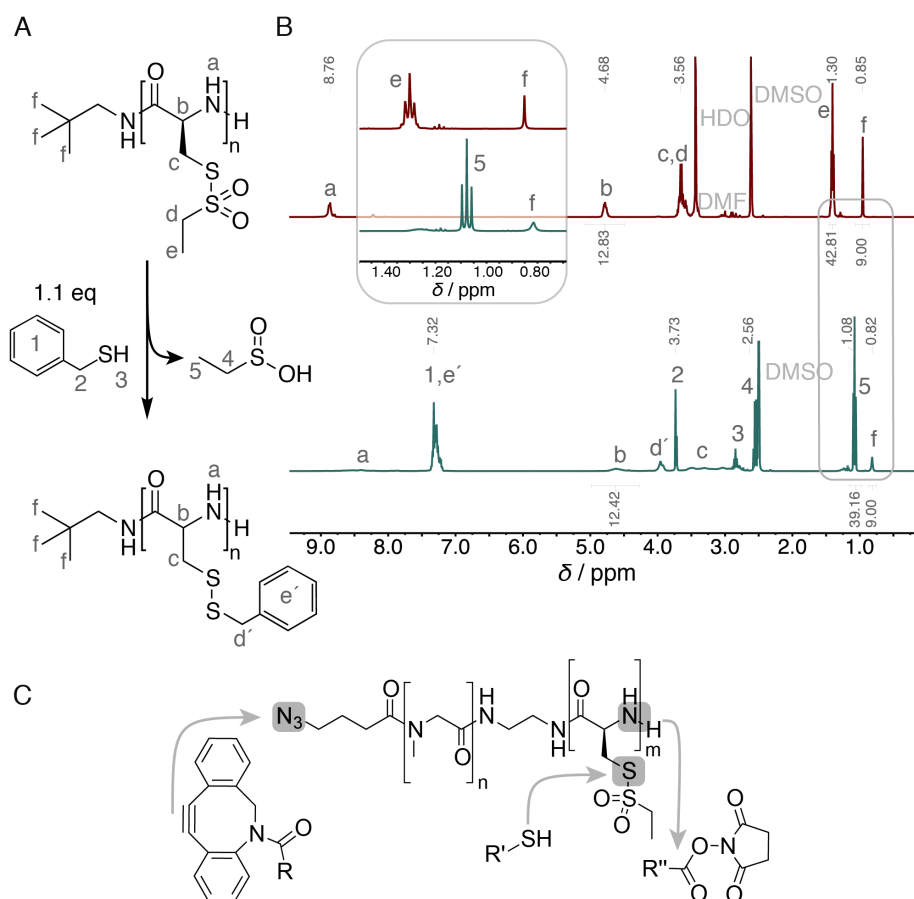 A
B
C
a
O
H
N
f
f
f
N
H
b
n
H
c
S
S
O
O
d
e
1.1 eq
1
SH
2
3
O
S
OH
5
4
a
O
H
N
f
f
f
N
H
b
n
H
c
S
S
e´
d´
8.76
4.68
3.56
1.30
0.85
e
f
5
f
1.40
1.20
1.00
0.80
δ / ppm
a
b
c,d
HDO
DMF
DMSO
e
f
12.83
42.81
9.00
7.32
3.73
2.56
1.08
0.82
a
1,e´
b
d´
2
c
3
4
DMSO
5
f
12.42
39.16
9.00
9.0
8.0
7.0
6.0
5.0
4.0
3.0
2.0
1.0
δ / ppm
N3
O
N
O
n
H
N
N
H
O
H
N
H
m
S
O
S
O
N
O
R
R'
SH
R"
O
O
N
O
O